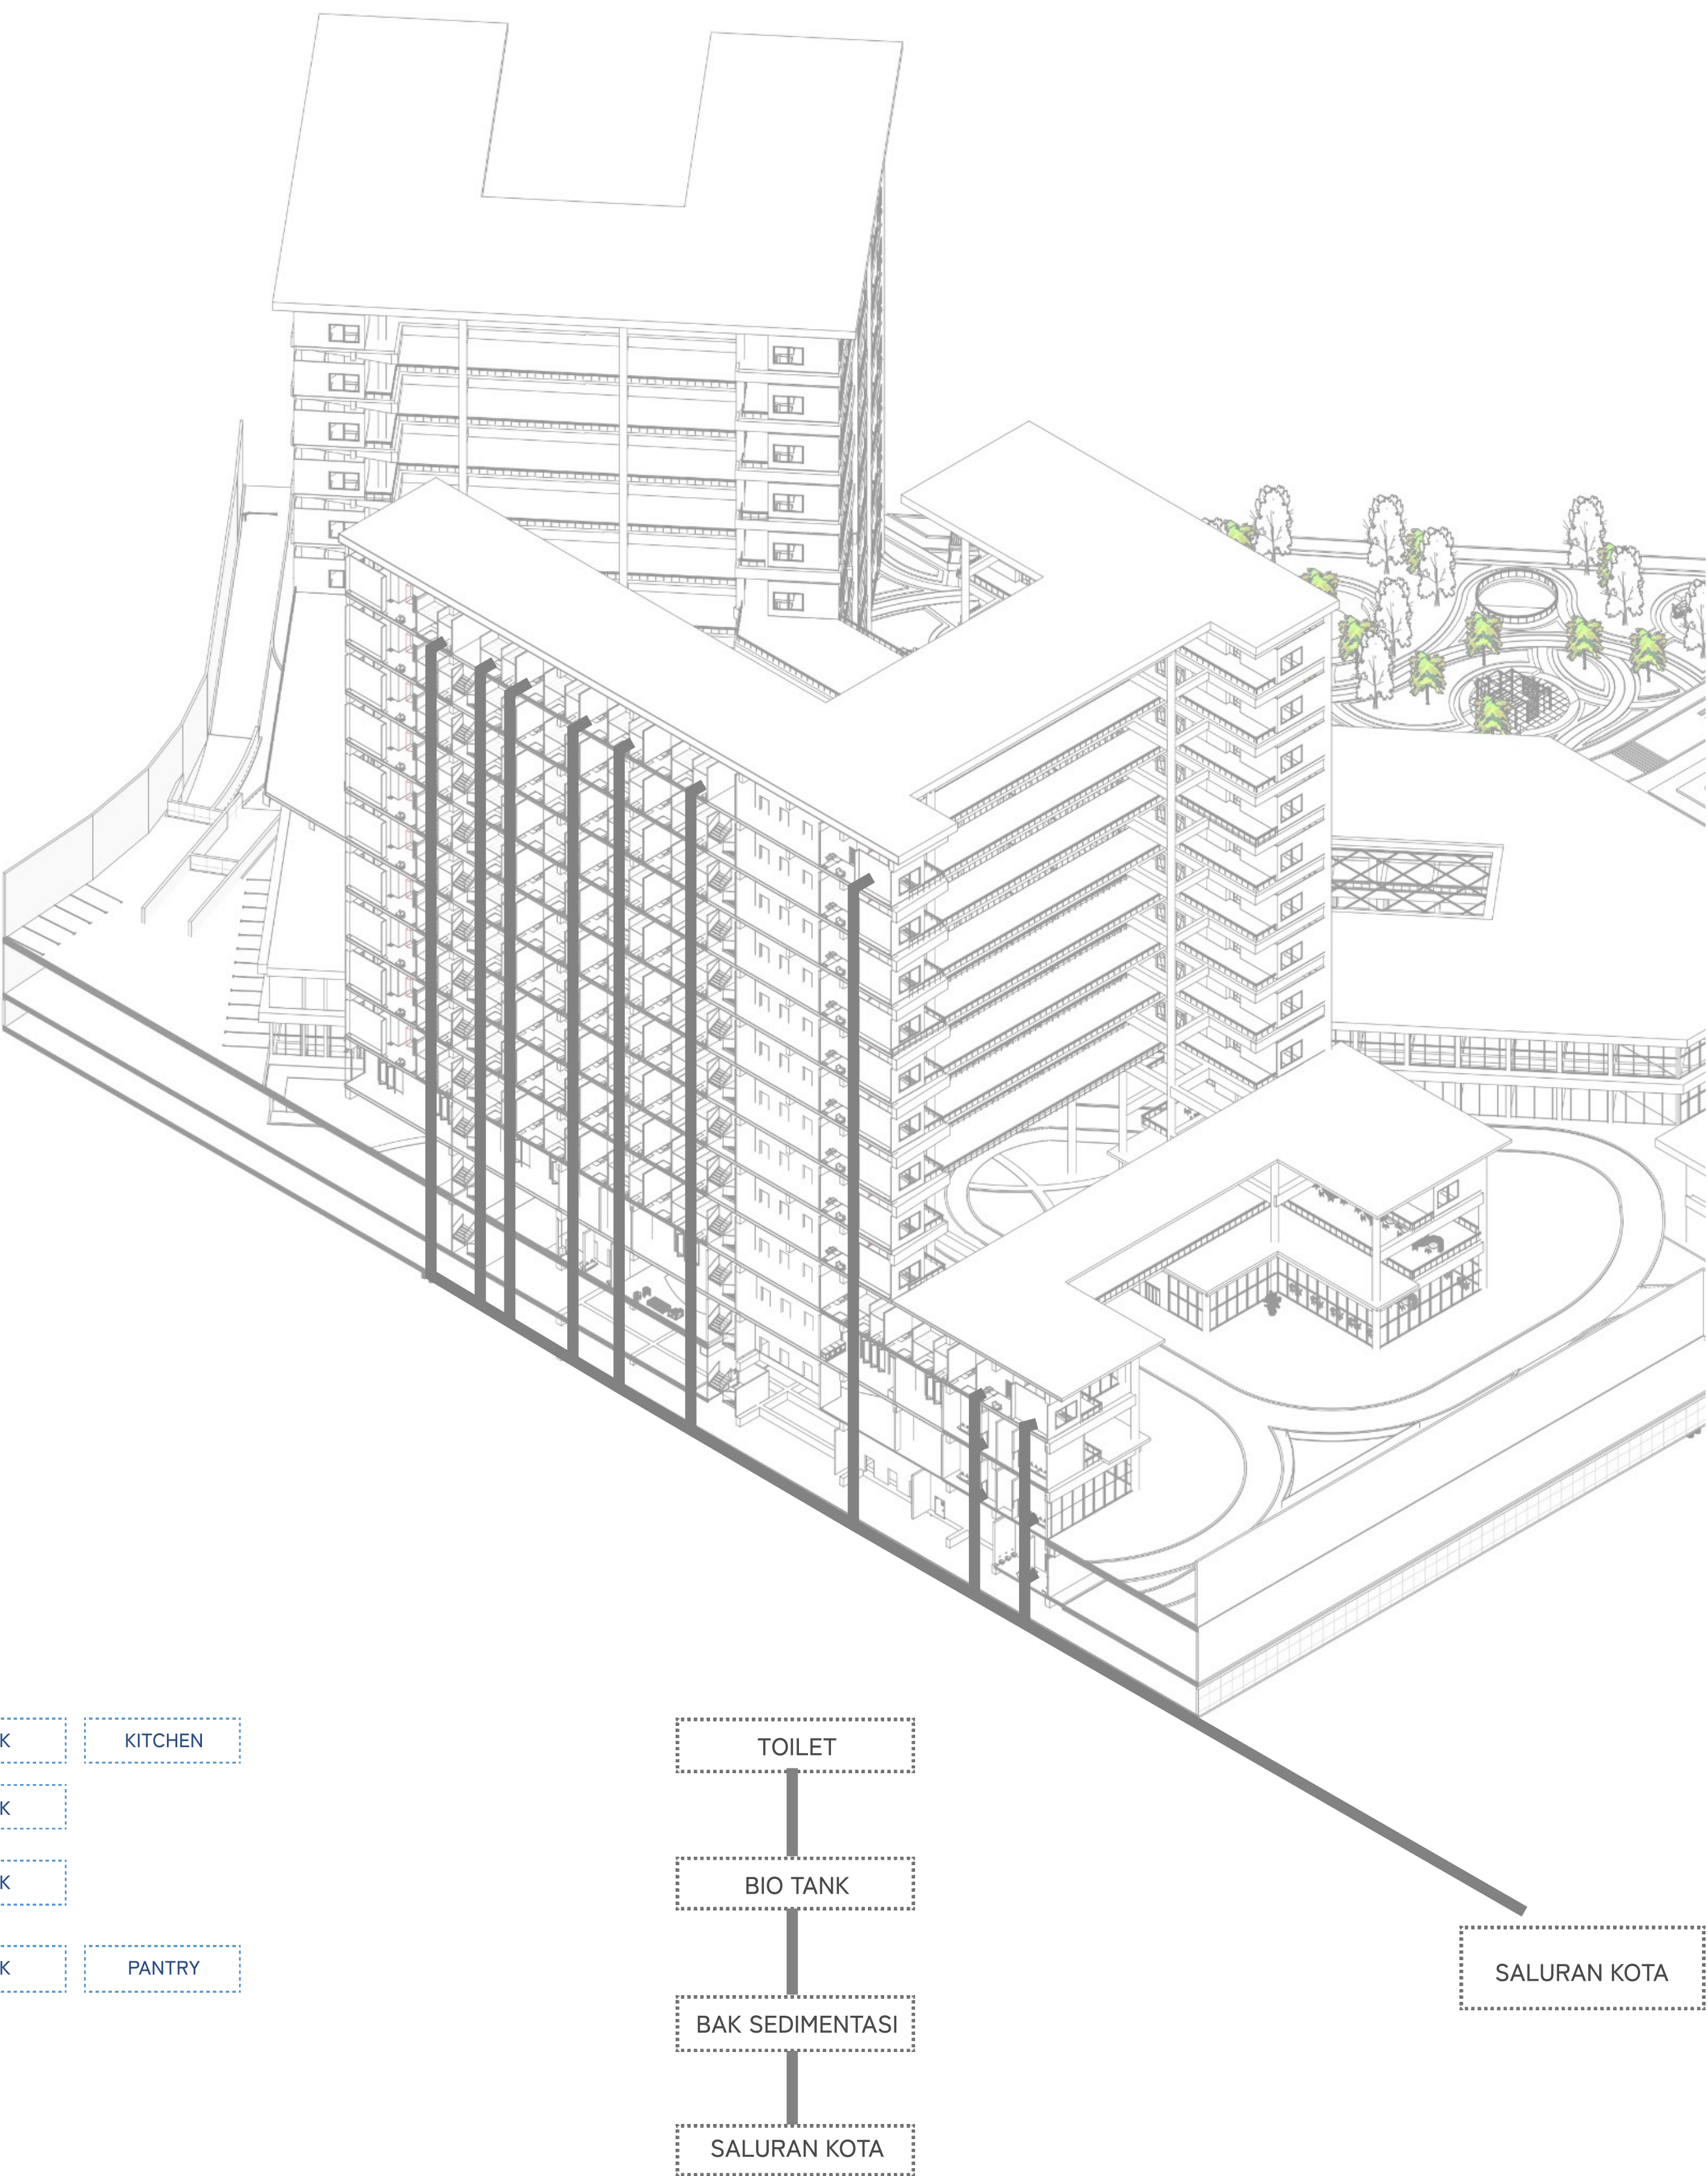 K
KITCHEN
K
K
K
PANTRY
TOILET
BIO TANK
BAK SEDIMENTASI
SALURAN KOTA
SALURAN KOTA